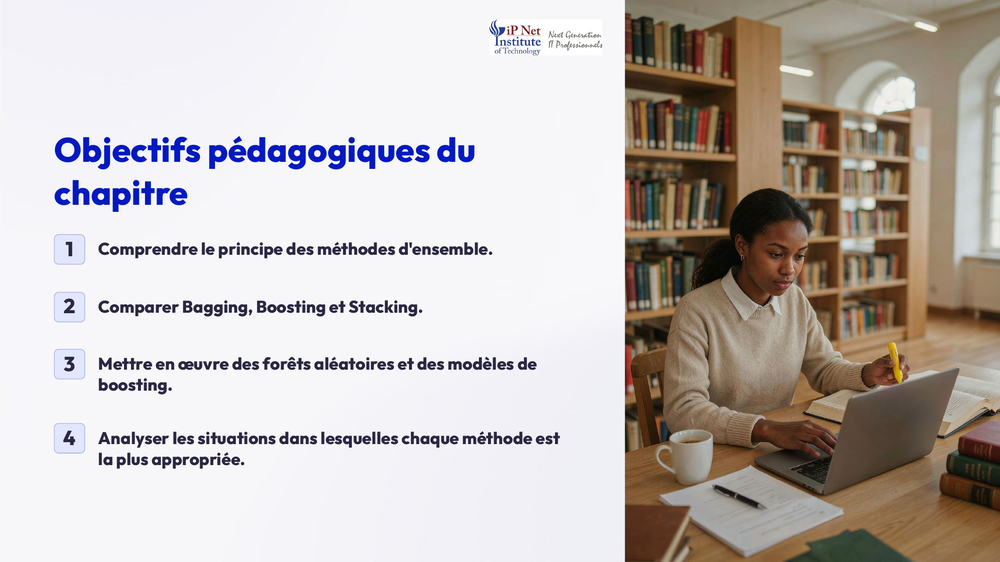 iP Net
Institute
of Technology
Next Generation
IT Professionnels
Objectifs pédagogiques du
chapitre
1
Comprendre le principe des méthodes d'ensemble.
2
Comparer Bagging, Boosting et Stacking.
3
Mettre en œuvre des forêts aléatoires et des modèles de
boosting.
4
Analyser les situations dans lesquelles chaque méthode est
la plus appropriée.